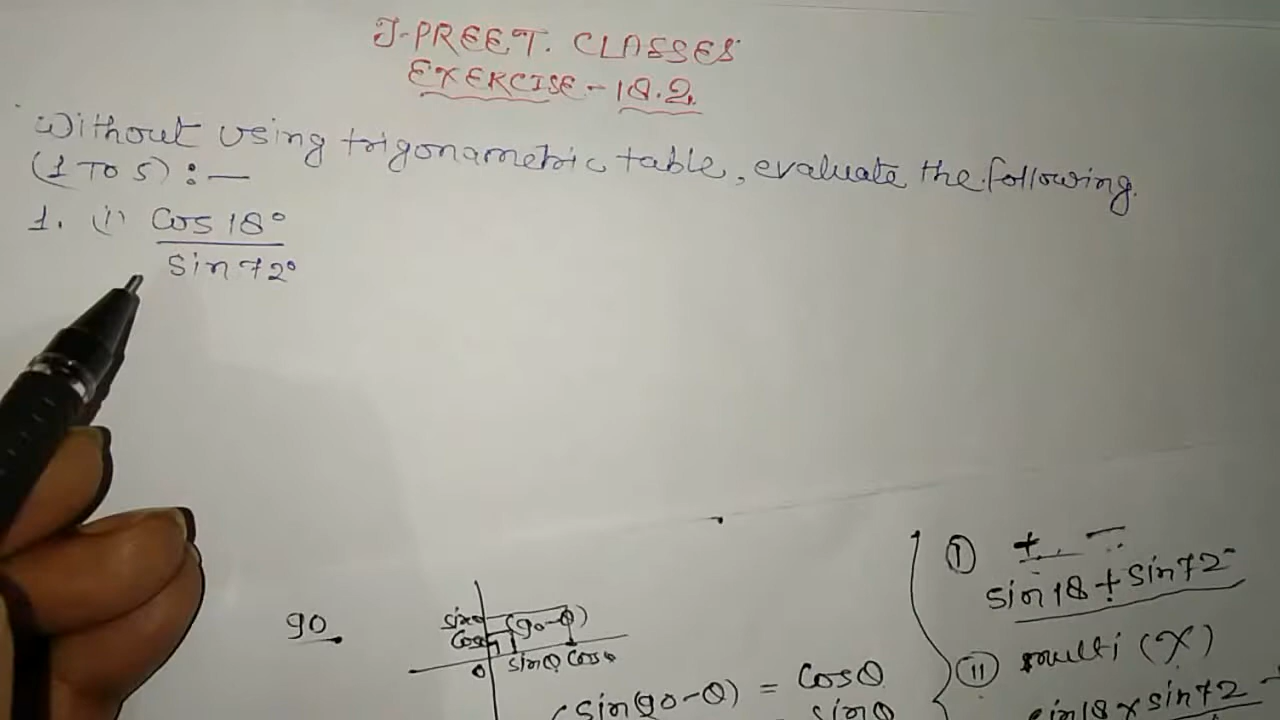 J-PREET. CLASSES
EXERCISE - 18.2
Without using trigonametric table, evaluate the following.
(1 TO 5) :—
1. (i) Cos 18°
sin 72°
90
sinθ (90-θ)
Cosθ
0 sinθ Cosθ
(sin(90-θ) = Cosθ
sinθ
I + -
sin 18 + sin 72
II multi (X)
sin 18 x sin 72